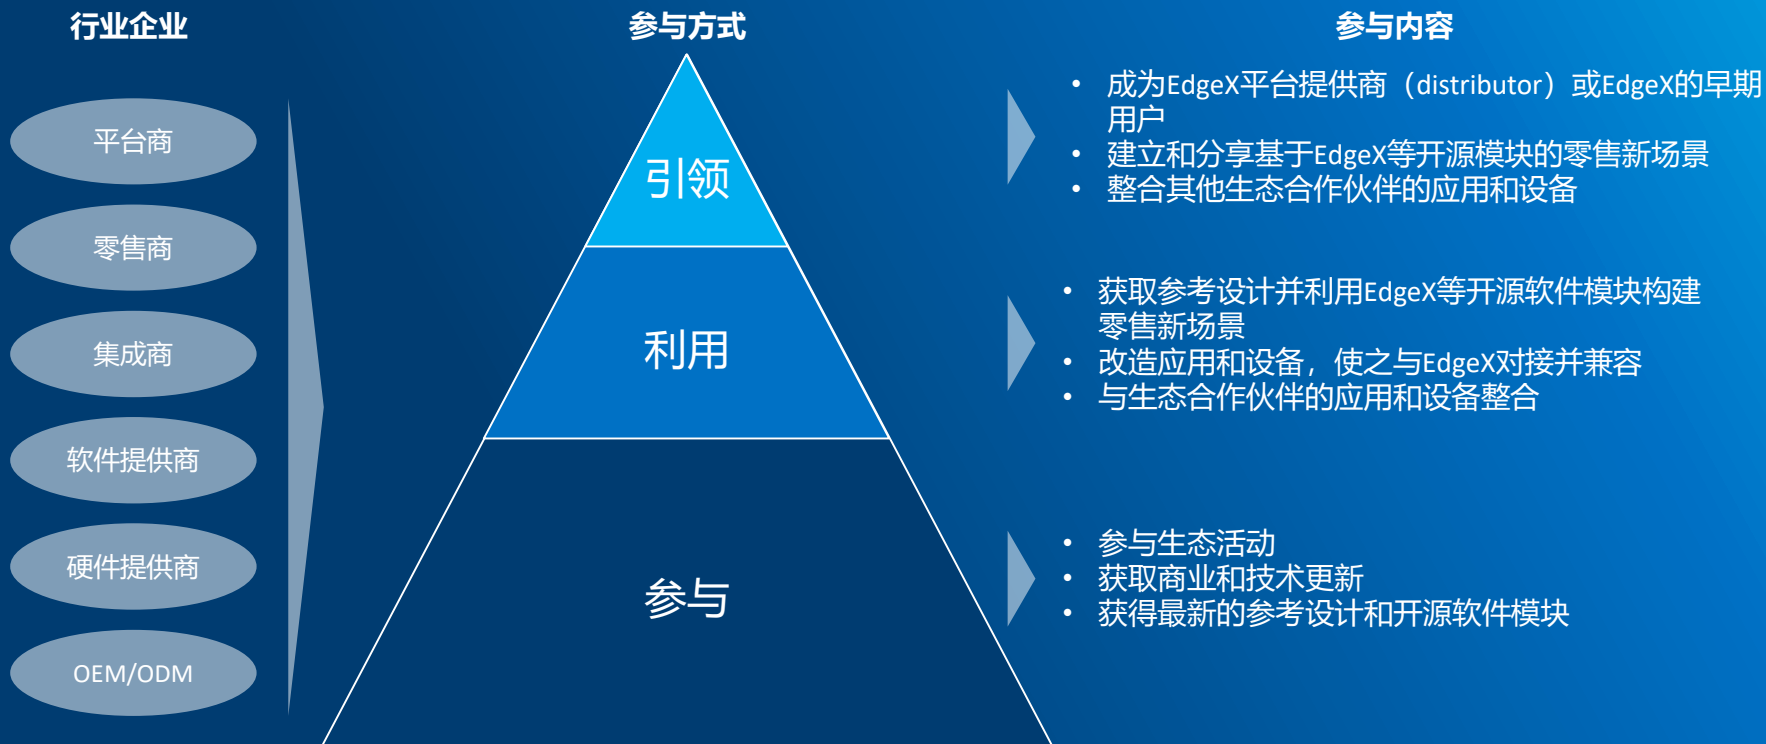 行业企业
参与方式
参与内容
平台商
零售商
集成商
软件提供商
硬件提供商
OEM/ODM
引领
利用
参与
• 成为EdgeX平台提供商（distributor）或EdgeX的早期
用户
• 建立和分享基于EdgeX等开源模块的零售新场景
• 整合其他生态合作伙伴的应用和设备
• 获取参考设计并利用EdgeX等开源软件模块构建
零售新场景
• 改造应用和设备，使之与EdgeX对接并兼容
• 与生态合作伙伴的应用和设备整合
• 参与生态活动
• 获取商业和技术更新
• 获得最新的参考设计和开源软件模块